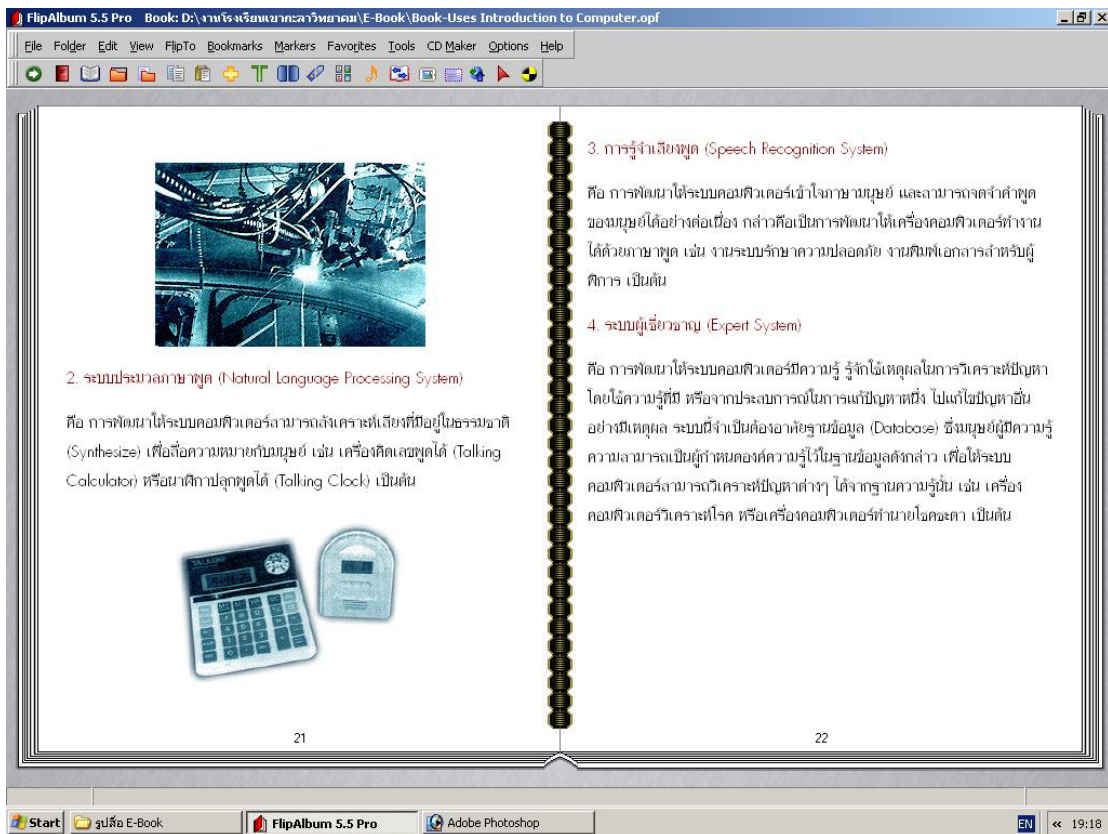 FlipAlbum 5.5 Pro Book: D:\งานโรงเรียนเขากะลาวิทยาคม\E-Book\Book-Uses Introduction to Computer.opf
File Folder Edit View FlipTo Bookmarks Markers Favorites Tools CD Maker Options Help
2. ระบบประมวลภาษาพูด (Natural Language Processing System)
คือ การพัฒนาให้ระบบคอมพิวเตอร์สามารถสังเคราะห์เสียงที่มีอยู่ในธรรมชาติ
(Synthesize) เพื่อสื่อความหมายกับมนุษย์ เช่น เครื่องคิดเลขพูดได้ (Talking
Calculator) หรือนาฬิกาปลุกพูดได้ (Talking Clock) เป็นต้น
21
3. การรู้จำเสียงพูด (Speech Recognition System)
คือ การพัฒนาให้ระบบคอมพิวเตอร์เข้าใจภาษามนุษย์ และสามารถจดจำคำพูด
ของมนุษย์ได้อย่างต่อเนื่อง กล่าวคือเป็นการพัฒนาให้เครื่องคอมพิวเตอร์ทำงาน
ได้ด้วยภาษาพูด เช่น งานระบบรักษาความปลอดภัย งานพิมพ์เอกสารสำหรับผู้
พิการ เป็นต้น
4. ระบบผู้เชี่ยวชาญ (Expert System)
คือ การพัฒนาให้ระบบคอมพิวเตอร์มีความรู้ รู้จักใช้เหตุผลในการวิเคราะห์ปัญหา
โดยใช้ความรู้ที่มี หรือจากประสบการณ์ในการแก้ปัญหาหนึ่ง ไปแก้ไขปัญหาอื่น
อย่างมีเหตุผล ระบบนี้จำเป็นต้องอาศัยฐานข้อมูล (Database) ซึ่งมนุษย์ผู้มีความรู้
ความสามารถเป็นผู้กำหนดองค์ความรู้ไว้ในฐานข้อมูลดังกล่าว เพื่อให้ระบบ
คอมพิวเตอร์สามารถวิเคราะห์ปัญหาต่างๆ ได้จากฐานความรู้นั้น เช่น เครื่อง
คอมพิวเตอร์วิเคราะห์โรค หรือเครื่องคอมพิวเตอร์ทำนายโชคชะตา เป็นต้น
22
Start รูปสื่อ E-Book FlipAlbum 5.5 Pro Adobe Photoshop EN « 19:18